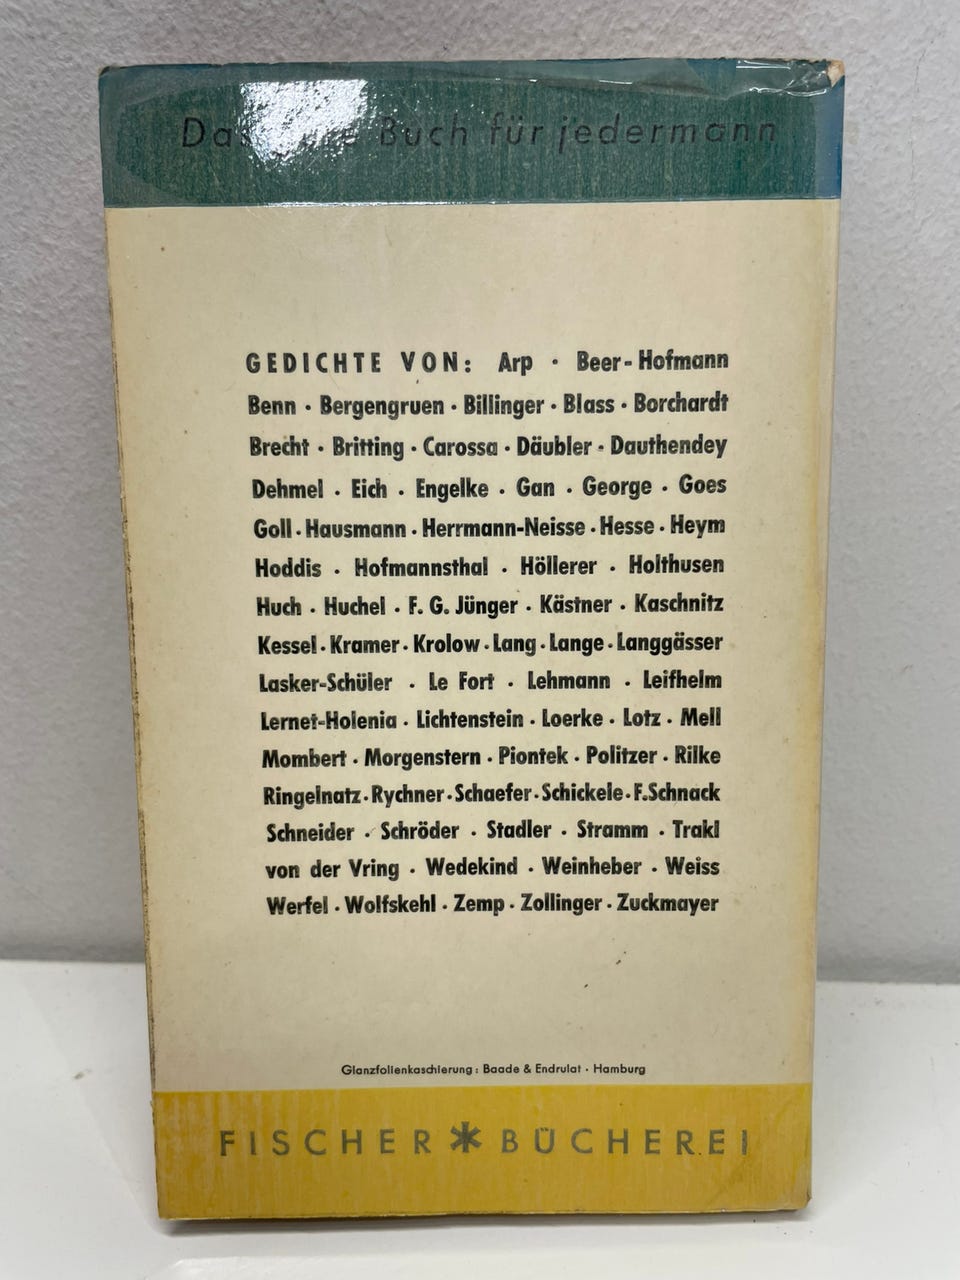 Das gute Buch für jedermann
GEDICHTE VON: Arp · Beer-Hofmann
Benn · Bergengruen · Billinger · Blass · Borchardt
Brecht · Britting · Carossa · Däubler · Dauthendey
Dehmel · Eich · Engelke · Gan · George · Goes
Goll · Hausmann · Herrmann-Neisse · Hesse · Heym
Hoddis · Hofmannsthal · Höllerer · Holthusen
Huch · Huchel · F. G. Jünger · Kästner · Kaschnitz
Kessel · Kramer · Krolow · Lang · Lange · Langgässer
Lasker-Schüler · Le Fort · Lehmann · Leifhelm
Lernet-Holenia · Lichtenstein · Loerke · Lotz · Mell
Mombert · Morgenstern · Piontek · Politzer · Rilke
Ringelnatz · Rychner · Schaefer · Schickele · F. Schnack
Schneider · Schröder · Stadler · Stramm · Trakl
von der Vring · Wedekind · Weinheber · Weiss
Werfel · Wolfskehl · Zemp · Zollinger · Zuckmayer
Glanzfolienkaschierung: Baade & Endrulat · Hamburg
FISCHER * BÜCHEREI